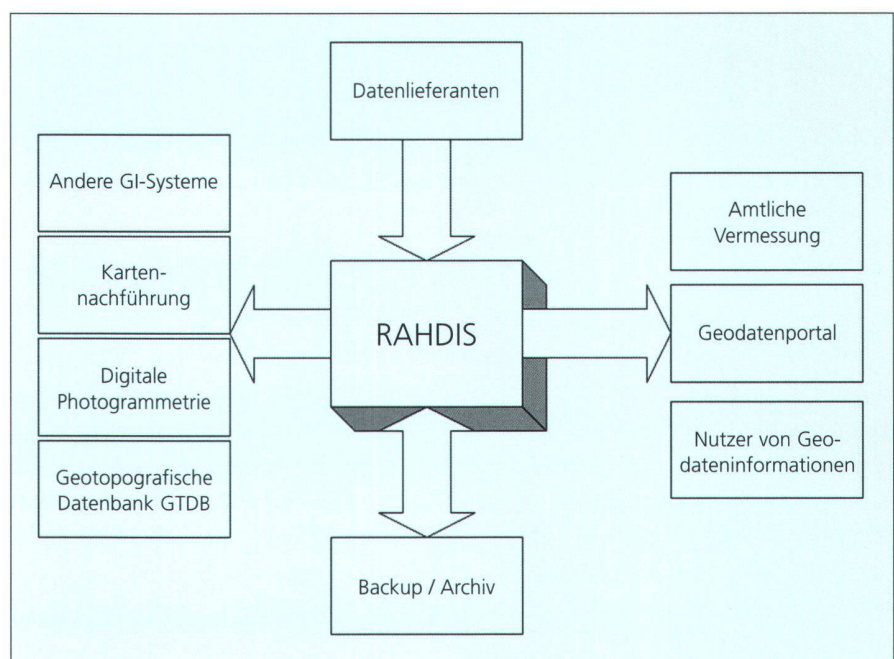 Datenlieferanten
Andere GI-Systeme
Karten-
nachführung
Digitale
Photogrammetrie
Geotopografische
Datenbank GTDB
RAHDIS
Amtliche
Vermessung
Geodatenportal
Nutzer von Geo-
dateninformationen
Backup / Archiv